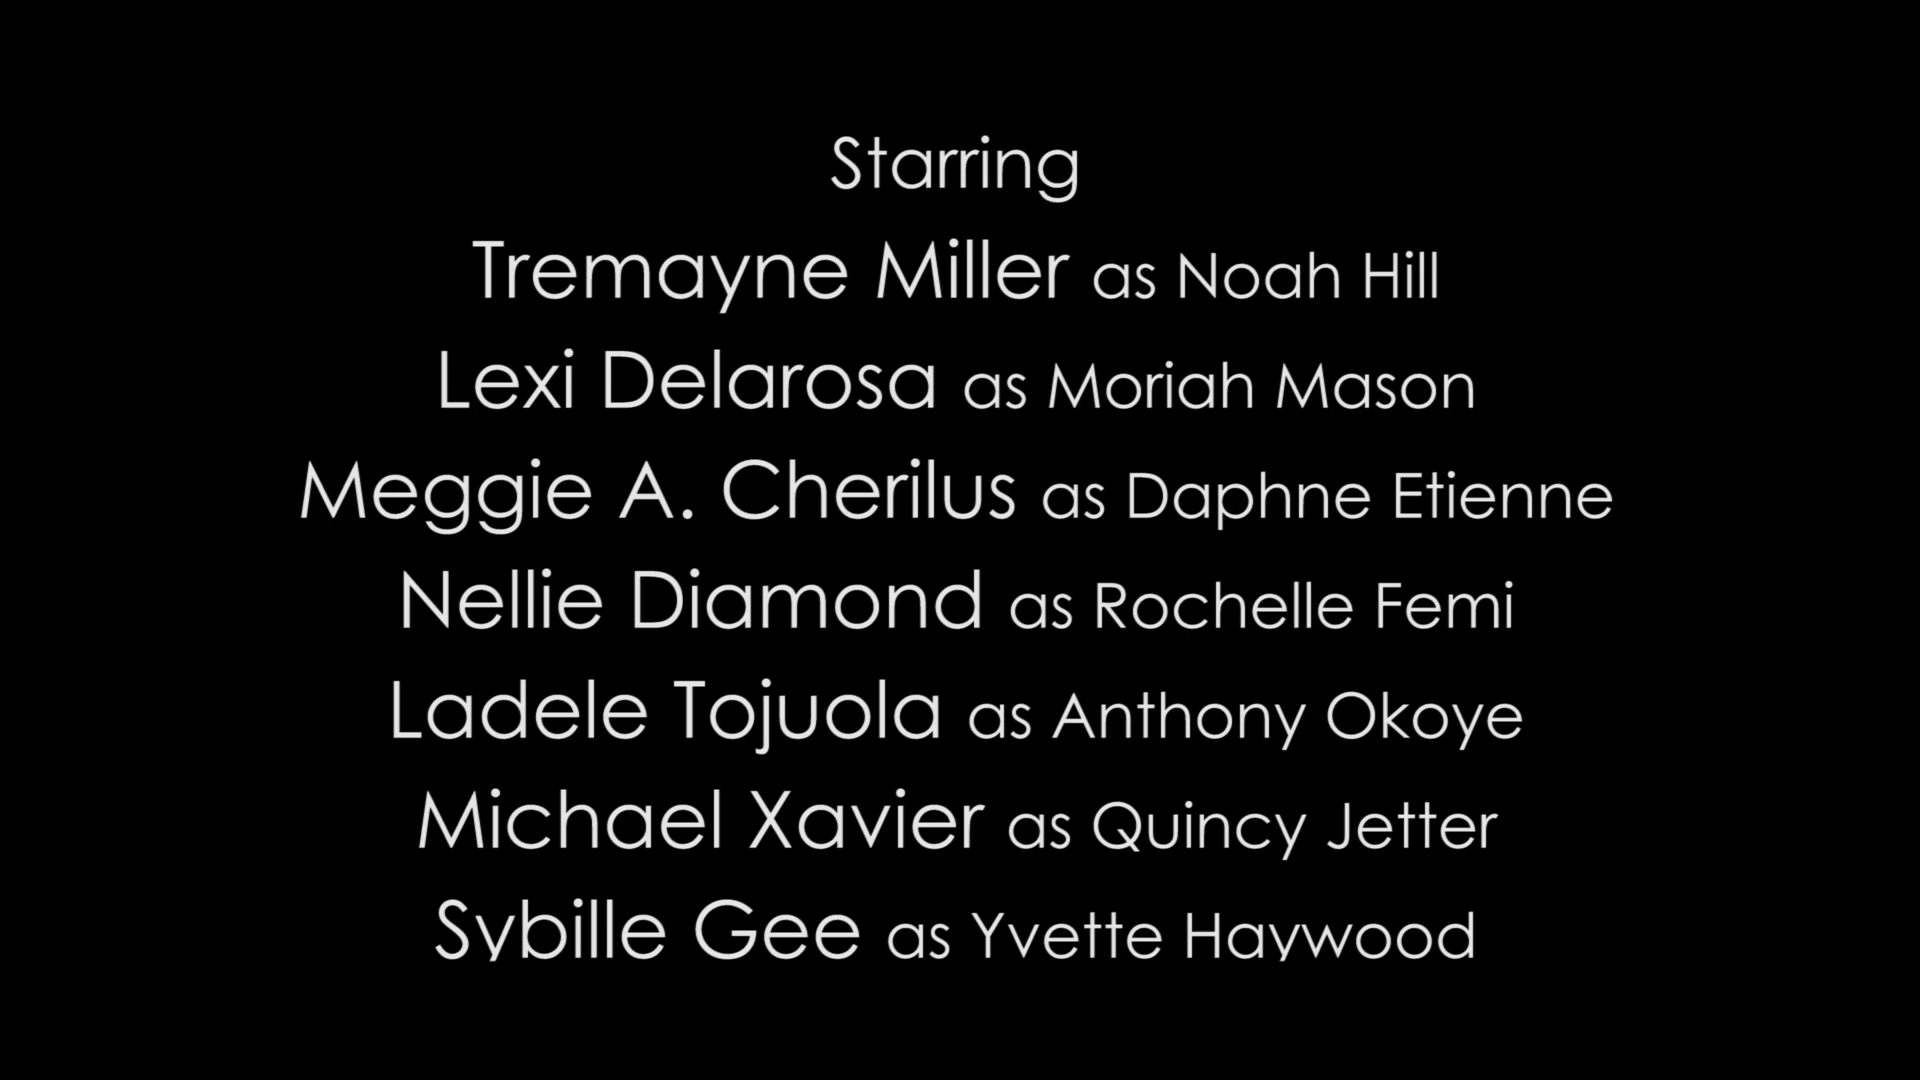 Starring
Tremayne Miller as Noah Hill
Lexi Delarosa as Moriah Mason
Meggie A. Cherilus as Daphne Etienne
Nellie Diamond as Rochelle Femi
Ladele Tojuola as Anthony Okoye
Michael Xavier as Quincy Jetter
Sybille Gee as Yvette Haywood